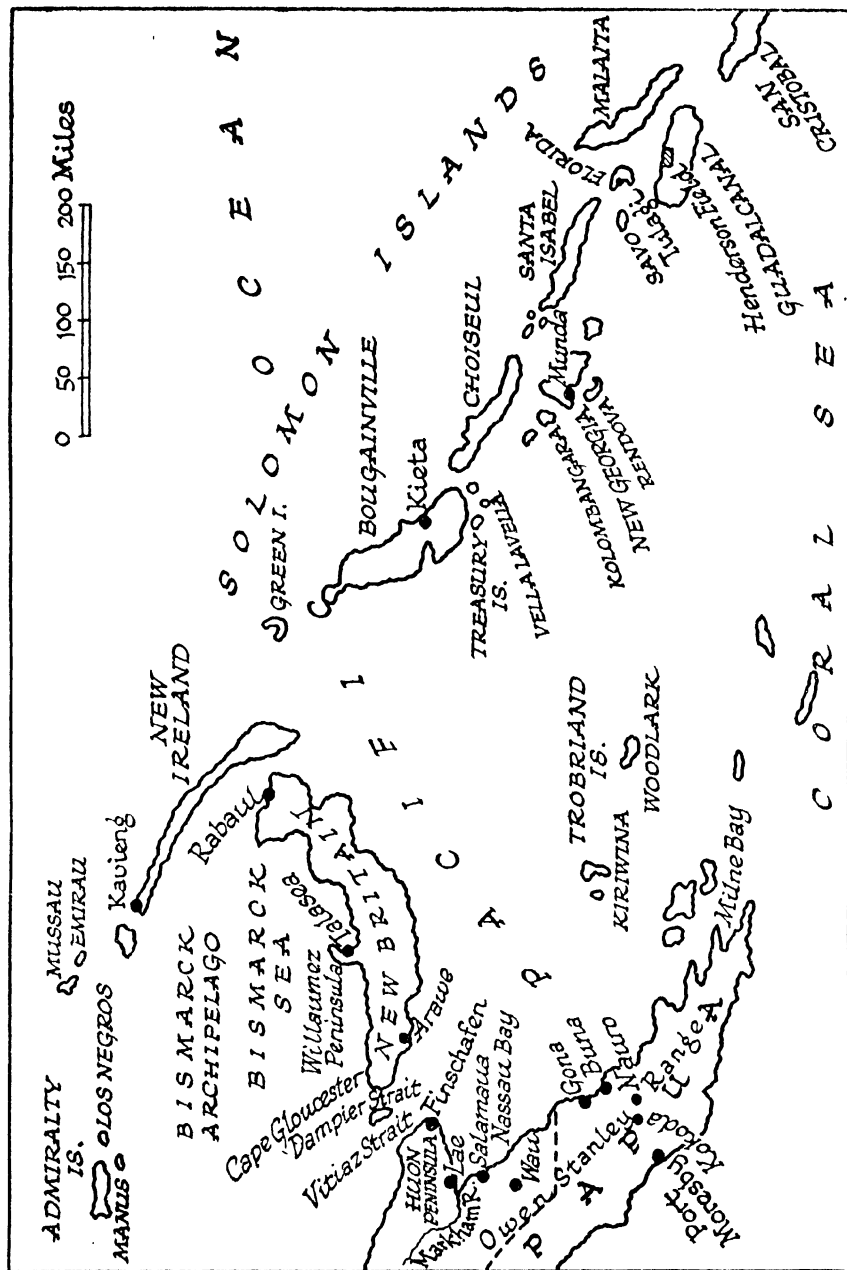 ADMIRALTY
IS.
LOS NEGROS
MANUS
MUSSAU
EMIRAU
Kavieng
NEW
IRELAND
BISMARCK
ARCHIPELAGO
BISMARCK
SEA
Rabaul
Willaumez
Peninsula
Talasea
NEW BRITAIN
Cape Gloucester
Dampier Strait
Vitiaz Strait
Arawe
Finschafen
HUON
PENINSULA
Lae
Markham R.
Salamaua
Nassau Bay
Wau
Gona
Buna
Nauro
Owen Stanley Range
PAPUA
Kokoda
Port
Moresby
Milne Bay
TROBRIAND
IS.
KIRIWINA
WOODLARK
PACIFIC OCEAN
0 50 100 150 200 Miles
SOLOMON ISLANDS
GREEN I.
BOUGAINVILLE
Kieta
TREASURY
IS.
VELLA LAVELLA
CHOISEUL
KOLOMBANGARA
NEW GEORGIA
RENDOVA
Munda
SANTA
ISABEL
FLORIDA
MALAITA
SAVO
Tulagi
Henderson Field
GUADALCANAL
SAN
CRISTOBAL
CORAL SEA